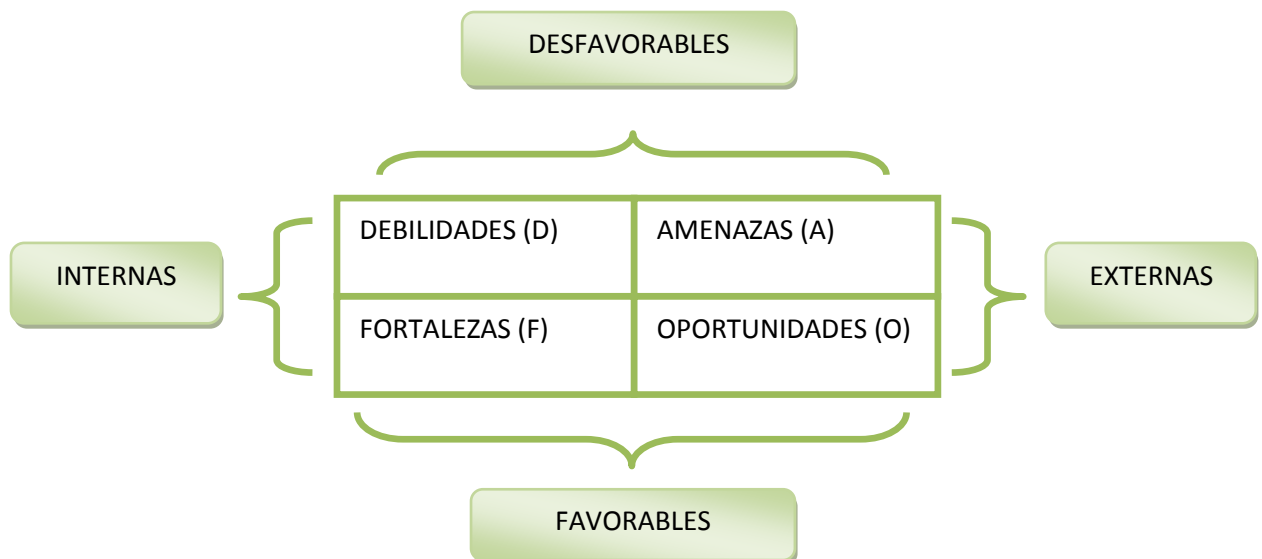 DESFAVORABLES
DEBILIDADES (D)
AMENAZAS (A)
INTERNAS
EXTERNAS
FORTALEZAS (F)
OPORTUNIDADES (O)
FAVORABLES